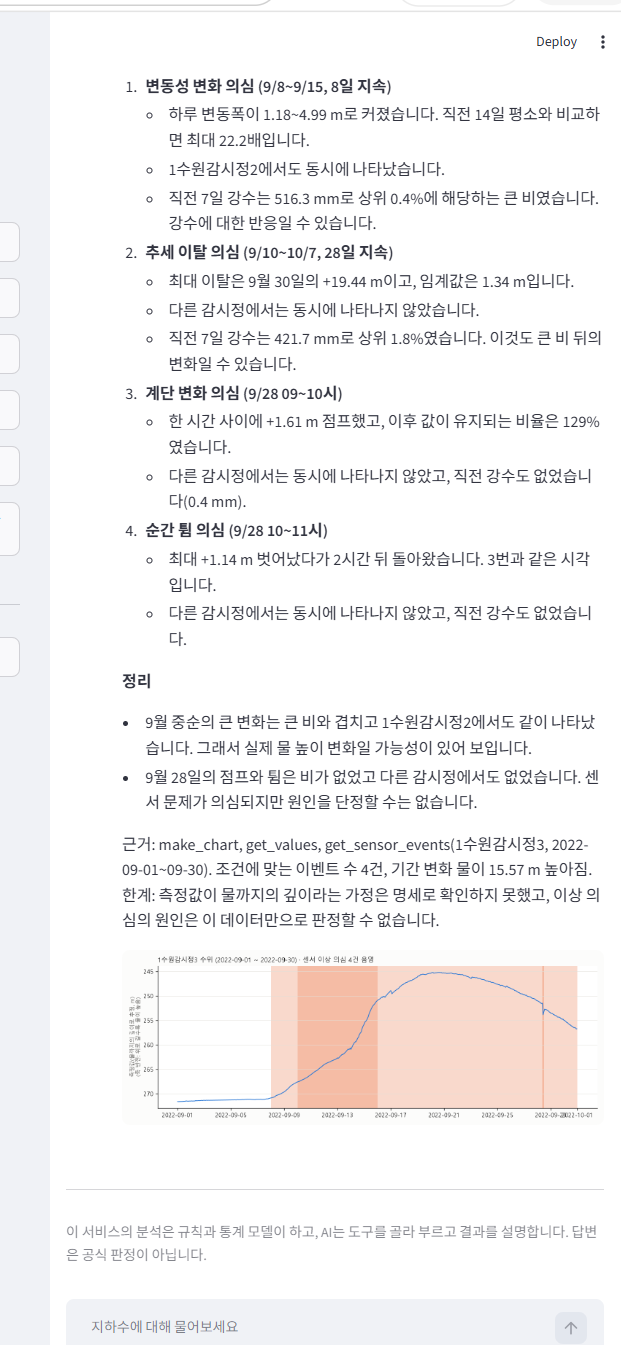 Deploy
1. 변동성 변화 의심 (9/8~9/15, 8일 지속)
하루 변동폭이 1.18~4.99 m로 커졌습니다. 직전 14일 평소와 비교하
면 최대 22.2배입니다.
1수원감시정2에서도 동시에 나타났습니다.
직전 7일 강수는 516.3 mm로 상위 0.4%에 해당하는 큰 비였습니다.
강수에 대한 반응일 수 있습니다.
2. 추세 이탈 의심 (9/10~10/7, 28일 지속)
최대 이탈은 9월 30일의 +19.44 m이고, 임계값은 1.34 m입니다.
다른 감시정에서는 동시에 나타나지 않았습니다.
직전 7일 강수는 421.7 mm로 상위 1.8%였습니다. 이것도 큰 비 뒤의
변화일 수 있습니다.
3. 계단 변화 의심 (9/28 09~10시)
한 시간 사이에 +1.61 m 점프했고, 이후 값이 유지되는 비율은 129%
였습니다.
다른 감시정에서는 동시에 나타나지 않았고, 직전 강수도 없었습니
다(0.4 mm).
4. 순간 튐 의심 (9/28 10~11시)
최대 +1.14 m 벗어났다가 2시간 뒤 돌아왔습니다. 3번과 같은 시각
입니다.
다른 감시정에서는 동시에 나타나지 않았고, 직전 강수도 없었습니
다.
정리
9월 중순의 큰 변화는 큰 비와 겹치고 1수원감시정2에서도 같이 나타났
습니다. 그래서 실제 물 높이 변화일 가능성이 있어 보입니다.
9월 28일의 점프와 튐은 비가 없었고 다른 감시정에서도 없었습니다. 센
서 문제가 의심되지만 원인을 단정할 수는 없습니다.
근거: make_chart, get_values, get_sensor_events(1수원감시정3, 2022-
09-01~09-30). 조건에 맞는 이벤트 수 4건, 기간 변화 물이 15.57 m 높아짐.
한계: 측정값이 물까지의 깊이라는 가정은 명세로 확인하지 못했고, 이상 의
심의 원인은 이 데이터만으로 판정할 수 없습니다.
1수원감시정3 수위 (2022-09-01 ~ 2022-09-30) · 센서 이상 의심 4건 음영
245
250
255
260
265
270
2022-09-01 2022-09-05 2022-09-09 2022-09-13 2022-09-17 2022-09-21 2022-09-25 2022-10-01
이 서비스의 분석은 규칙과 통계 모델이 하고, AI는 도구를 골라 부르고 결과를 설명합니다. 답변
은 공식 판정이 아닙니다.
지하수에 대해 물어보세요